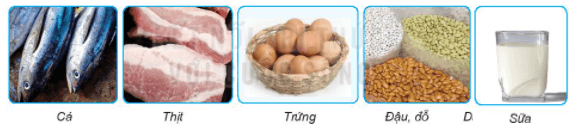 Cá
Thịt
Trứng
Đậu, đỗ
D
Sữa